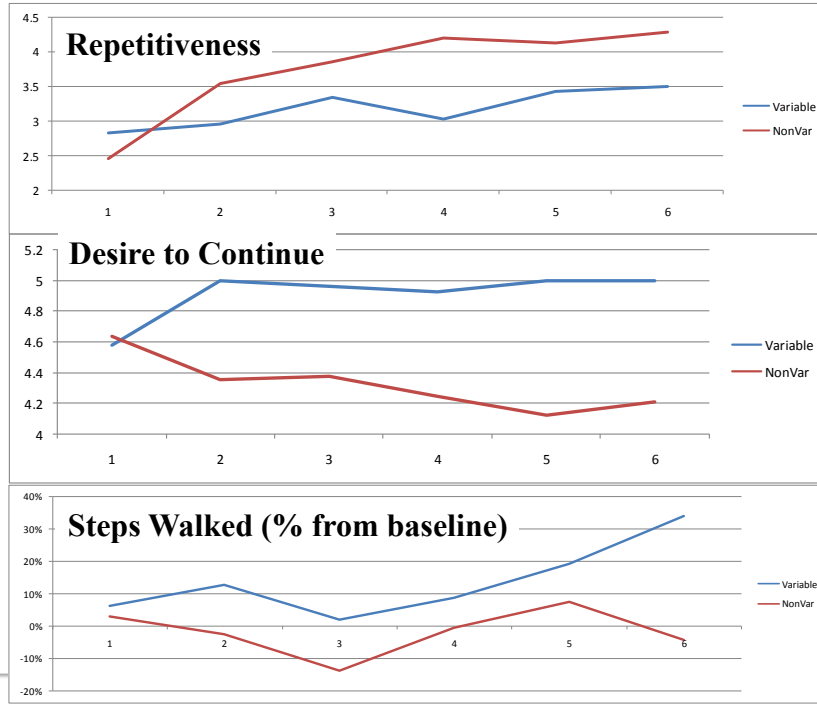 Repetitiveness
4.5
4
3.5
3
2.5
2
1 2 3 4 5 6
Variable
NonVar
Desire to Continue
5.2
5
4.8
4.6
4.4
4.2
4
1 2 3 4 5 6
Variable
NonVar
Steps Walked (% from baseline)
40%
30%
20%
10%
0%
-10%
-20%
1 2 3 4 5 6
Variable
NonVar